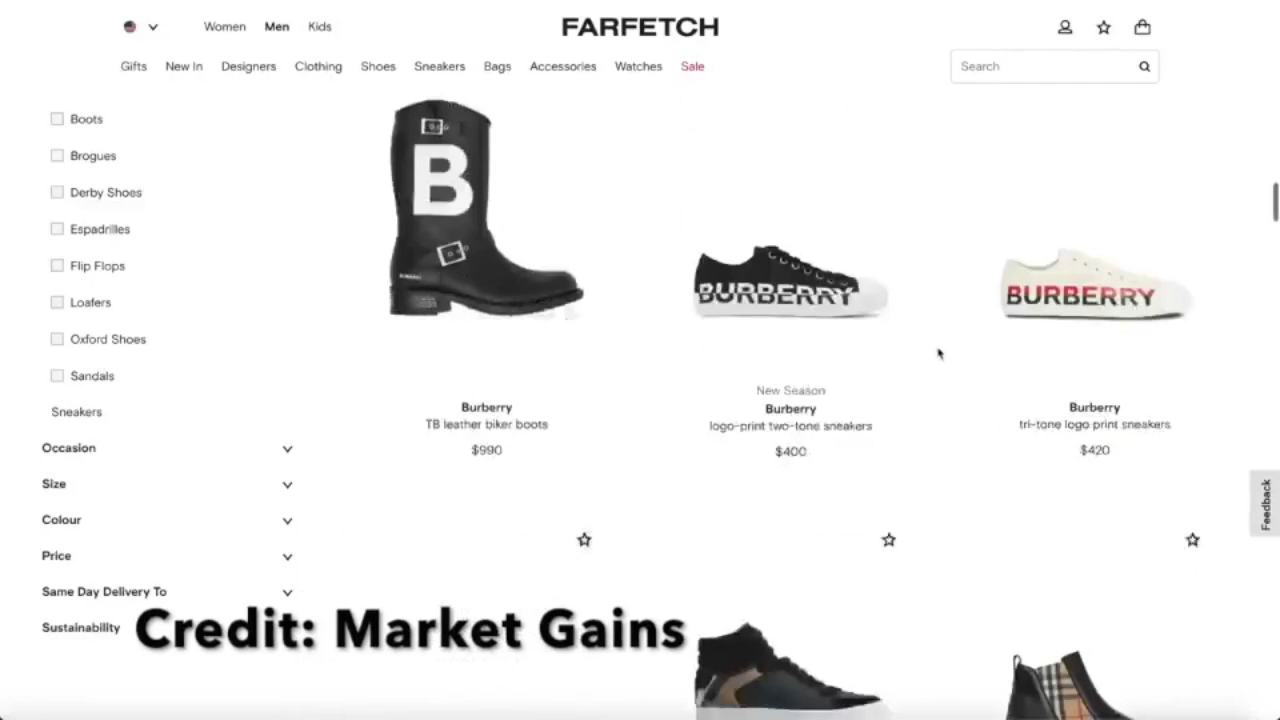 Women Men Kids
FARFETCH
Gifts New In Designers Clothing Shoes Sneakers Bags Accessories Watches Sale
Search
Boots
Brogues
Derby Shoes
Espadrilles
Flip Flops
Loafers
Oxford Shoes
Sandals
Sneakers
Occasion
Size
Colour
Price
Same Day Delivery To
Sustainability
B
BURBERRY
BURBERRY
Burberry
TB leather biker boots
$990
New Season
Burberry
logo-print two-tone sneakers
$400
Burberry
tri-tone logo print sneakers
$420
Feedback
Credit: Market Gains